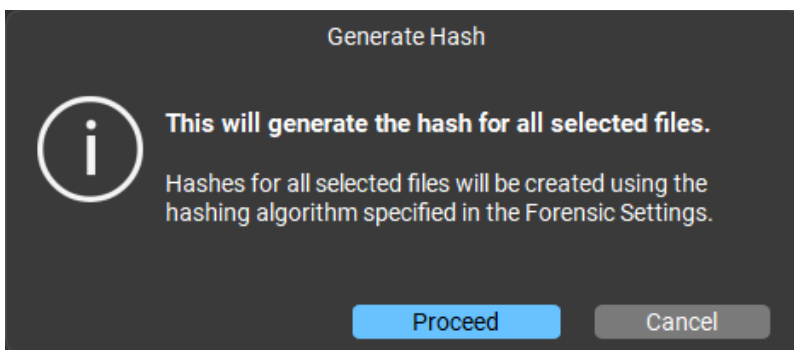 Generate Hash
This will generate the hash for all selected files.
Hashes for all selected files will be created using the
hashing algorithm specified in the Forensic Settings.
Proceed Cancel